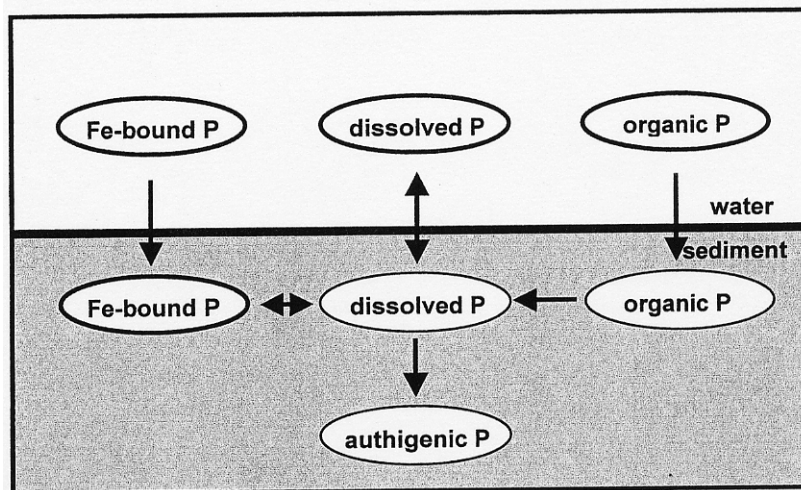 Fe-bound P
dissolved P
organic P
water
sediment
Fe-bound P
dissolved P
organic P
authigenic P